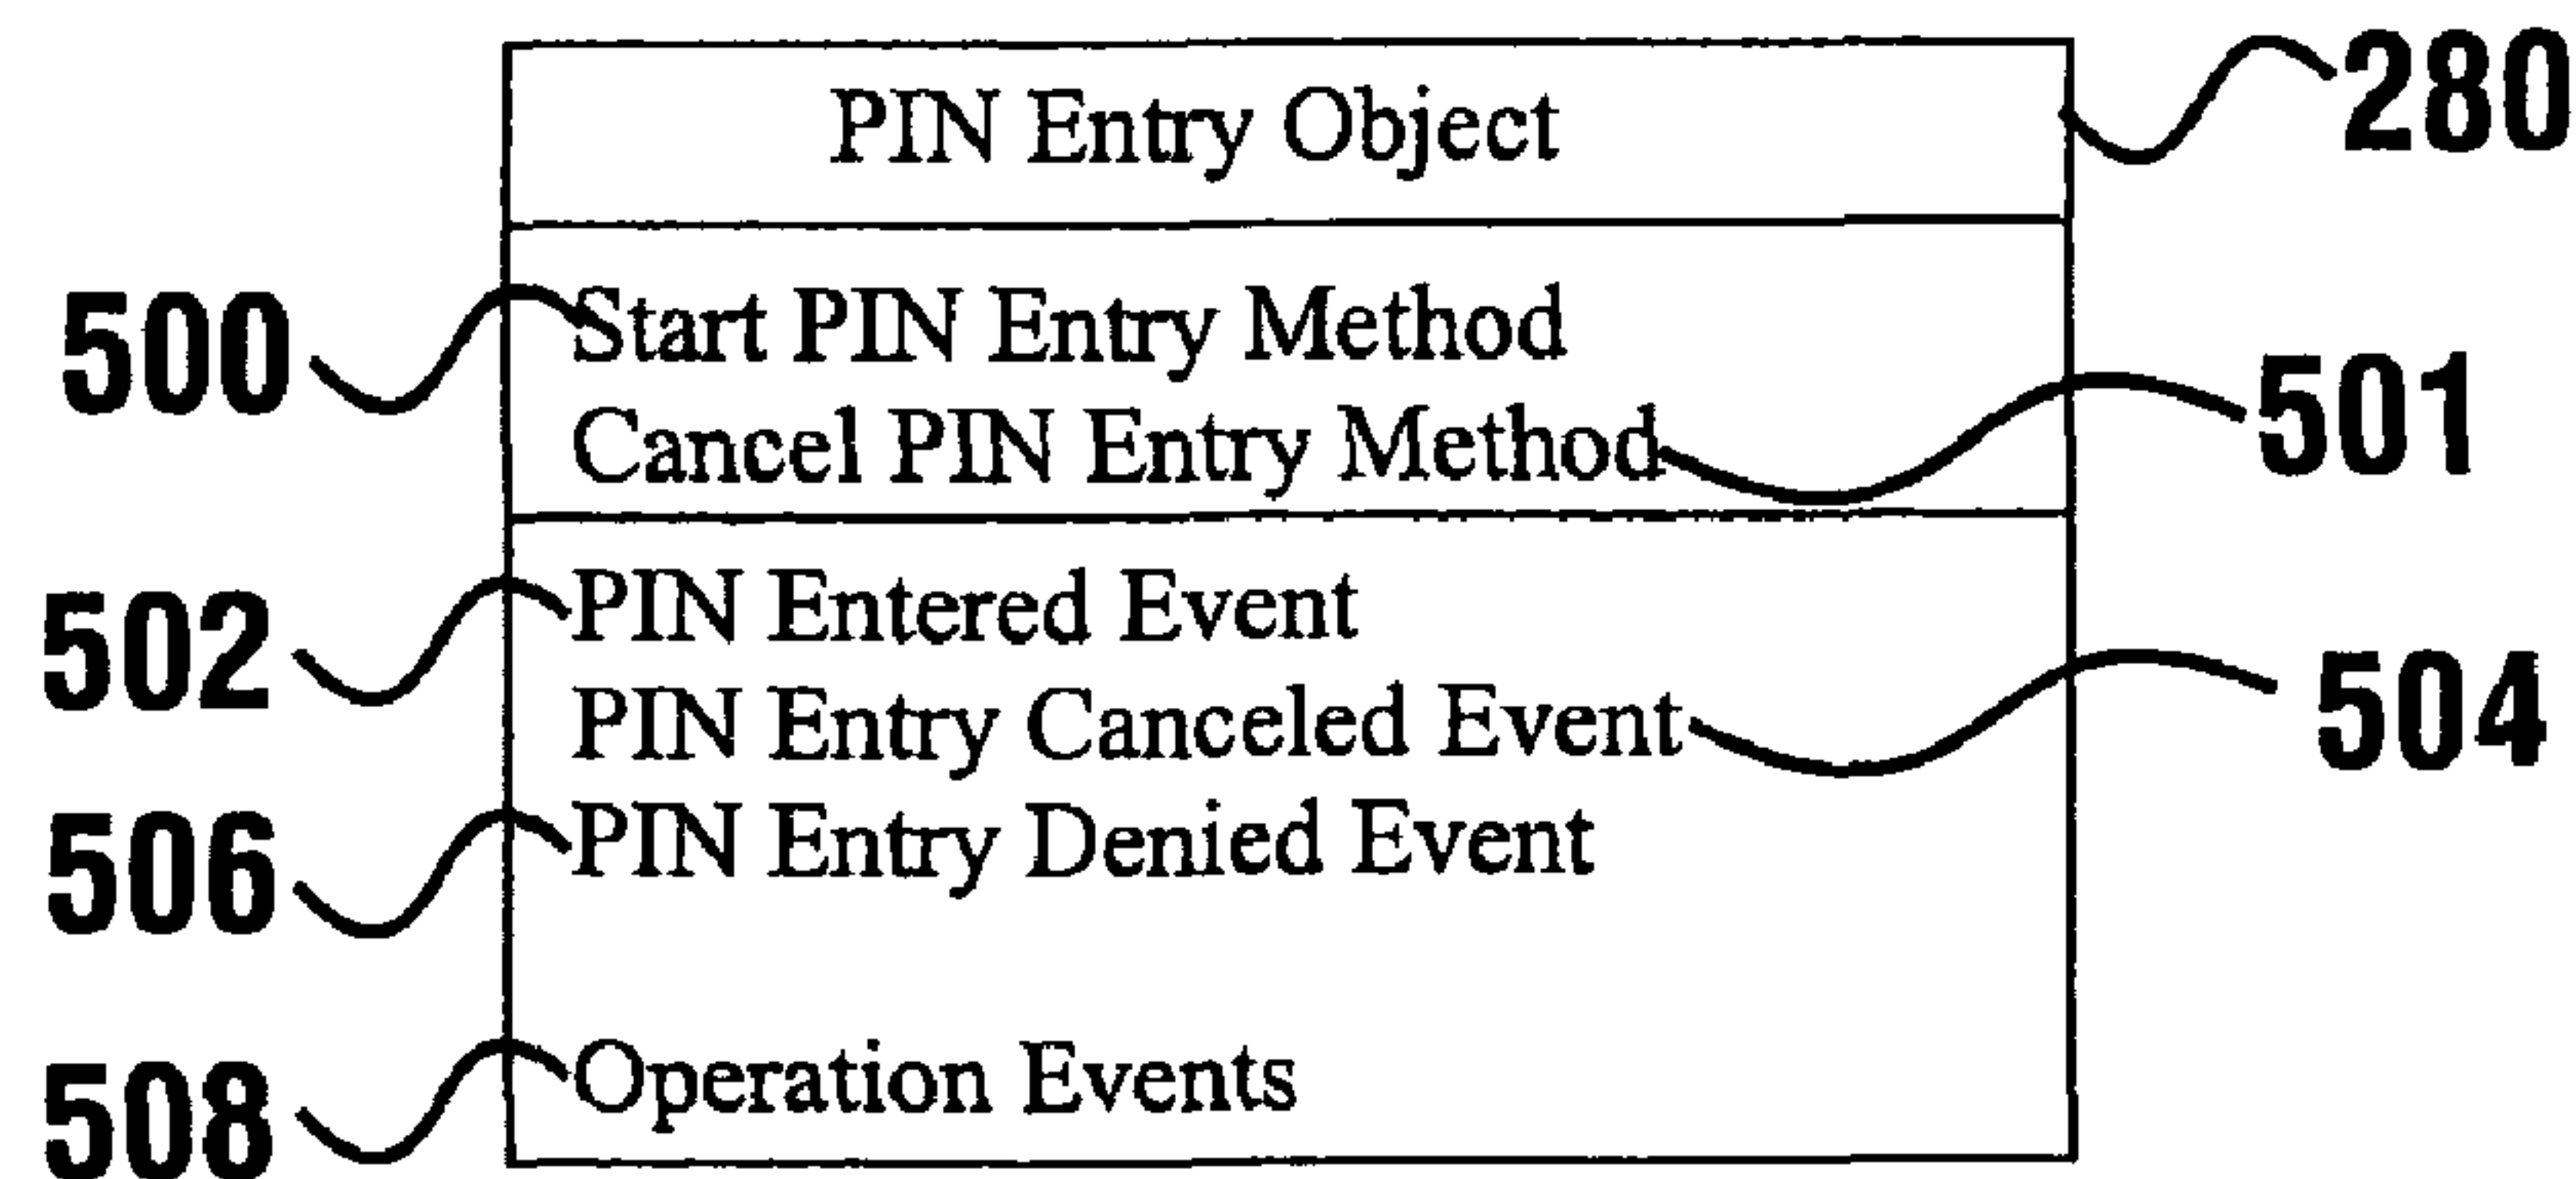 PIN Entry Object
280
500
Start PIN Entry Method
Cancel PIN Entry Method
501
502
PIN Entered Event
PIN Entry Canceled Event
504
506
PIN Entry Denied Event
508
Operation Events